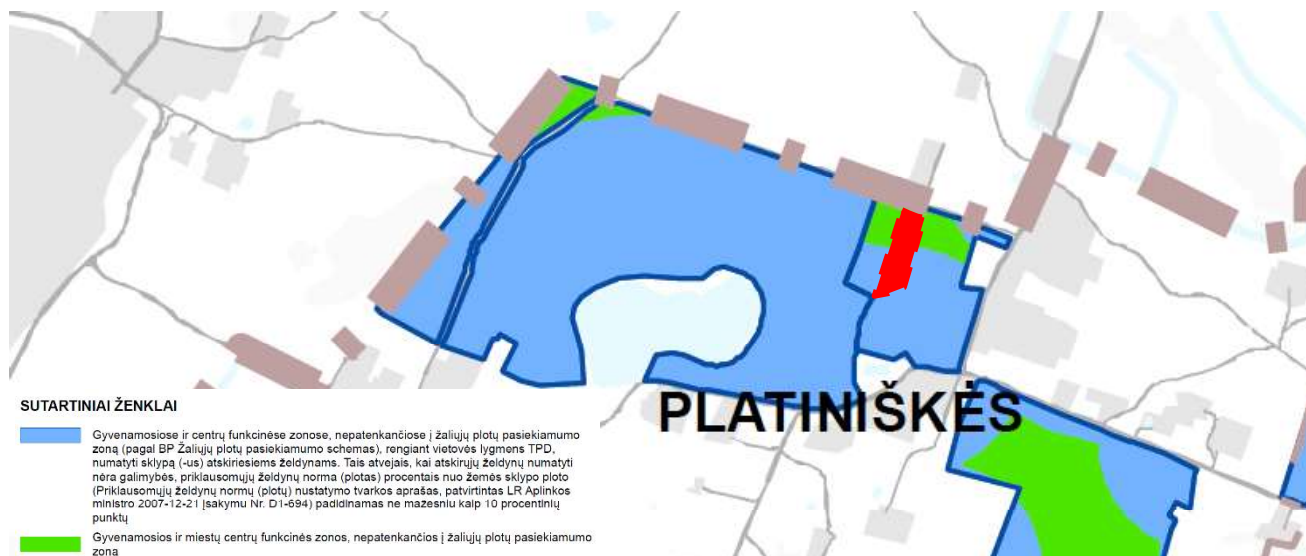 PLATINIŠKĖS
SUTARTINIAI ŽENKLAI
Gyvenamosiose ir centrų funkcinėse zonose, nepatenkančiose į žaliųjų plotų pasiekiamumo
zoną (pagal BP Žaliųjų plotų pasiekiamumo schemas), rengiant vietovės lygmens TPD,
numatyti sklypą (-us) atskiriesiems želdynams. Tais atvejais, kai atskirųjų želdynų numatyti
nėra galimybės, priklausomųjų želdynų norma (plotas) procentais nuo žemės sklypo ploto
(Priklausomųjų želdynų normų (plotų) nustatymo tvarkos aprašas, patvirtintas LR Aplinkos
ministro 2007-12-21 įsakymu Nr. D1-694) padidinamas ne mažesniu kaip 10 procentinių
punktų
Gyvenamosios ir miestų centrų funkcinės zonos, nepatenkančios į žaliųjų plotų pasiekiamumo
zoną